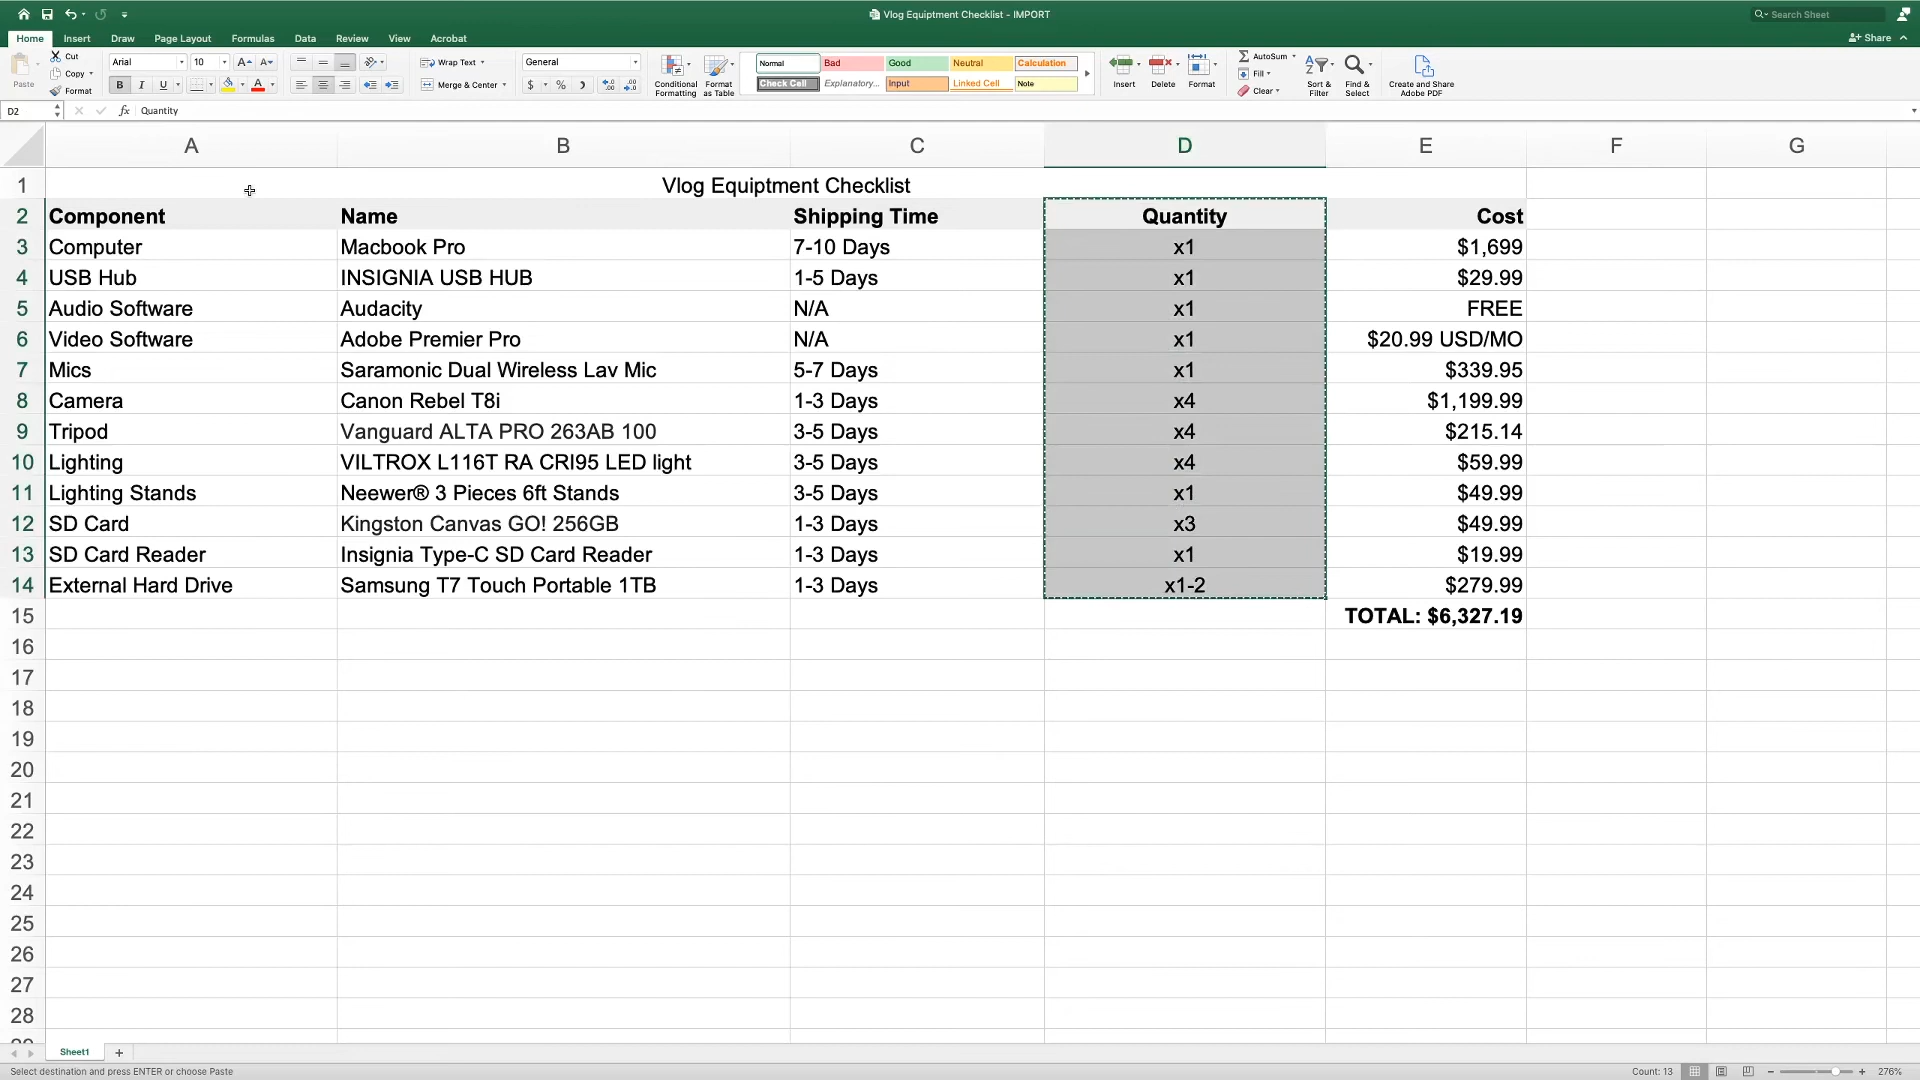 Vlog Equiptment Checklist - IMPORT
Search Sheet
Home Insert Draw Page Layout Formulas Data Review View Acrobat
Share
Paste
Cut
Copy
Format
Arial 10
B I U
Wrap Text
Merge & Center
General
$ % )
Conditional Formatting
Format as Table
Normal Bad Good Neutral Calculation
Check Cell Explanatory... Input Linked Cell Note
Insert Delete Format
AutoSum
Fill
Clear
Sort & Filter
Find & Select
Create and Share Adobe PDF
D2 fx Quantity
A B C D E F G
1 Vlog Equiptment Checklist
2 Component Name Shipping Time Quantity Cost
3 Computer Macbook Pro 7-10 Days x1 $1,699
4 USB Hub INSIGNIA USB HUB 1-5 Days x1 $29.99
5 Audio Software Audacity N/A x1 FREE
6 Video Software Adobe Premier Pro N/A x1 $20.99 USD/MO
7 Mics Saramonic Dual Wireless Lav Mic 5-7 Days x1 $339.95
8 Camera Canon Rebel T8i 1-3 Days x4 $1,199.99
9 Tripod Vanguard ALTA PRO 263AB 100 3-5 Days x4 $215.14
10 Lighting VILTROX L116T RA CRI95 LED light 3-5 Days x4 $59.99
11 Lighting Stands Neewer® 3 Pieces 6ft Stands 3-5 Days x1 $49.99
12 SD Card Kingston Canvas GO! 256GB 1-3 Days x3 $49.99
13 SD Card Reader Insignia Type-C SD Card Reader 1-3 Days x1 $19.99
14 External Hard Drive Samsung T7 Touch Portable 1TB 1-3 Days x1-2 $279.99
15 TOTAL: $6,327.19
16
17
18
19
20
21
22
23
24
25
26
27
28
Sheet1 +
Select destination and press ENTER or choose Paste
Count: 13
276%